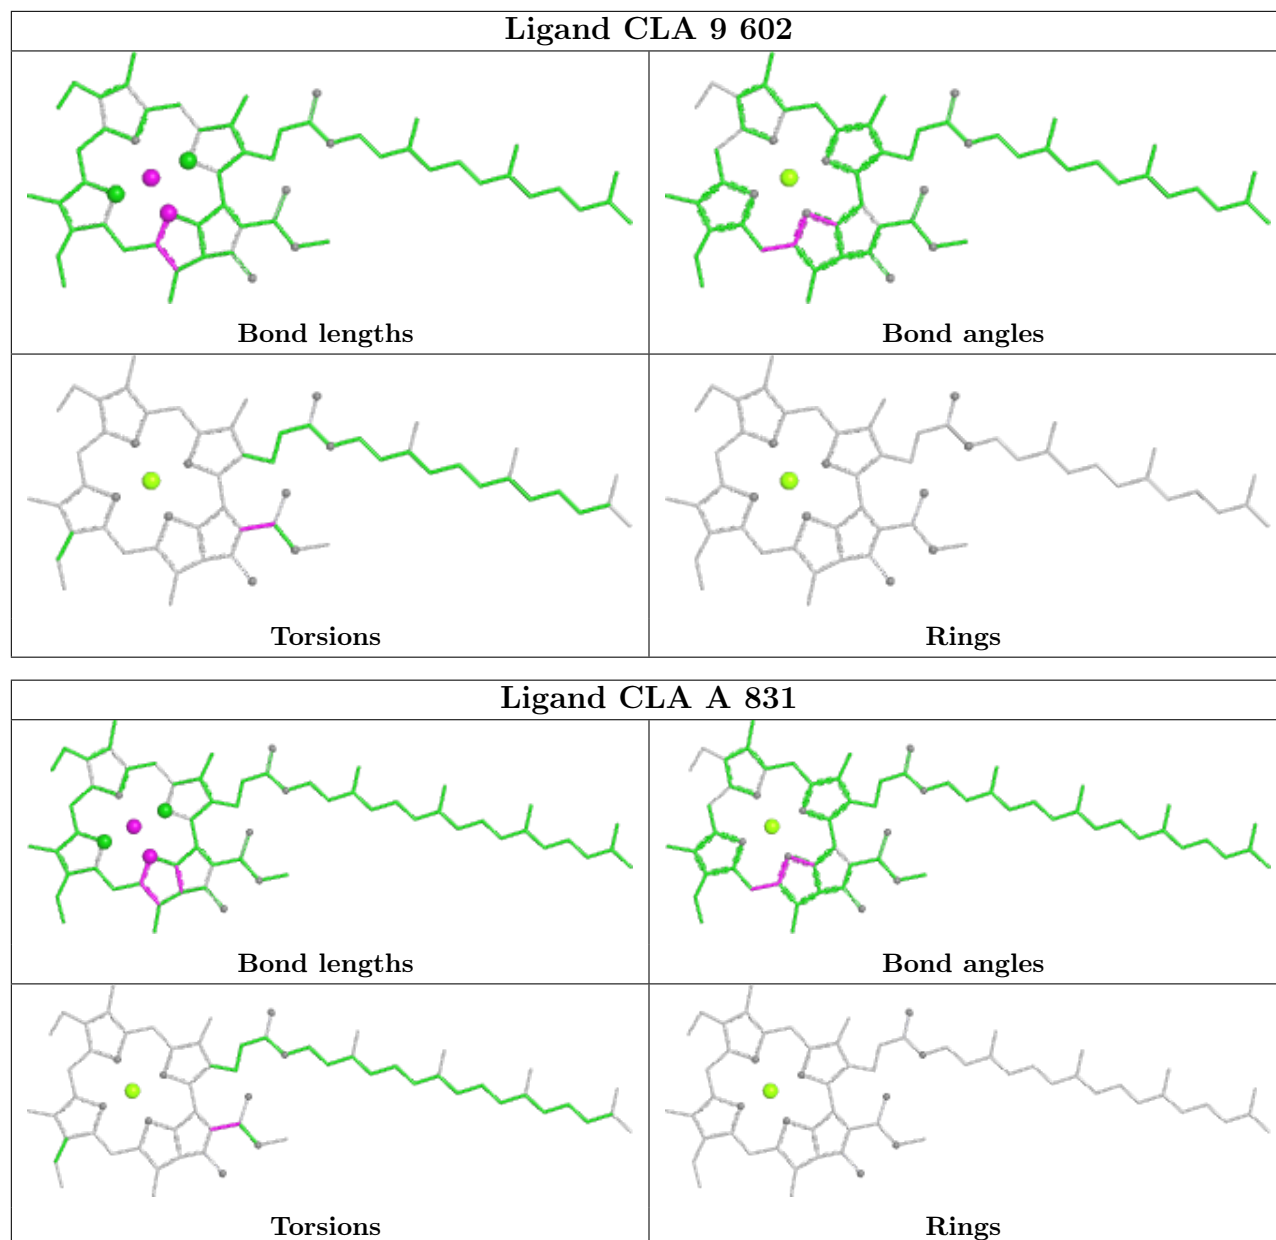 Ligand CLA 9 602
Bond lengths
Bond angles
Torsions
Rings
Ligand CLA A 831
Bond lengths
Bond angles
Torsions
Rings